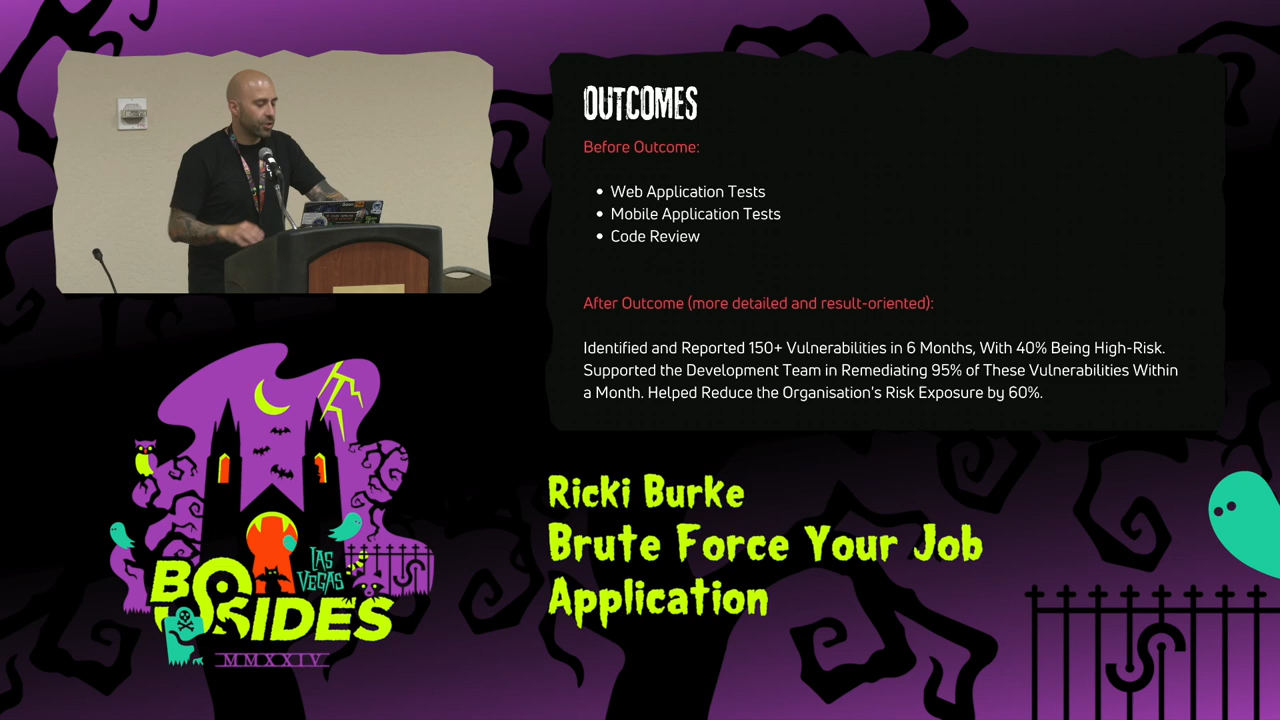 OUTCOMES
Before Outcome:
• Web Application Tests
• Mobile Application Tests
• Code Review
After Outcome (more detailed and result-oriented):
Identified and Reported 150+ Vulnerabilities in 6 Months, With 40% Being High-Risk.
Supported the Development Team in Remediating 95% of These Vulnerabilities Within
a Month. Helped Reduce the Organisation's Risk Exposure by 60%.
Ricki Burke
Brute Force Your Job
Application
LAS
VEGAS
BSIDES
MMXXIV